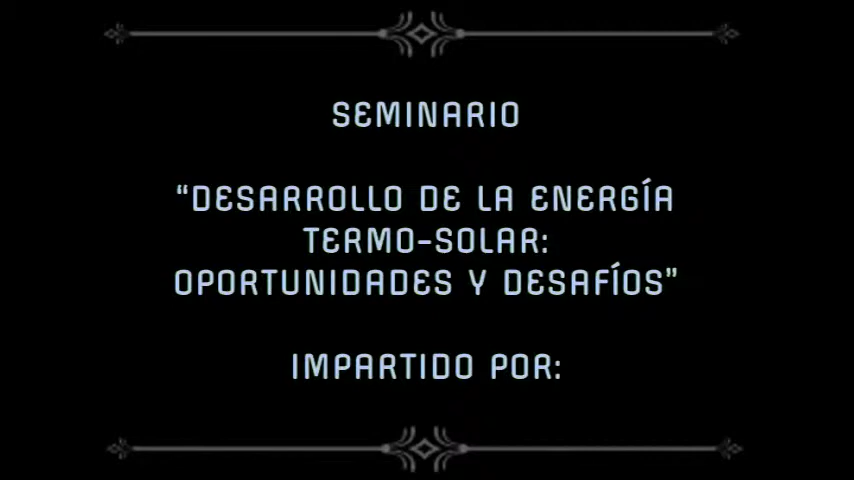 SEMINARIO
“DESARROLLO DE LA ENERGÍA
TERMO-SOLAR:
OPORTUNIDADES Y DESAFÍOS”
IMPARTIDO POR: